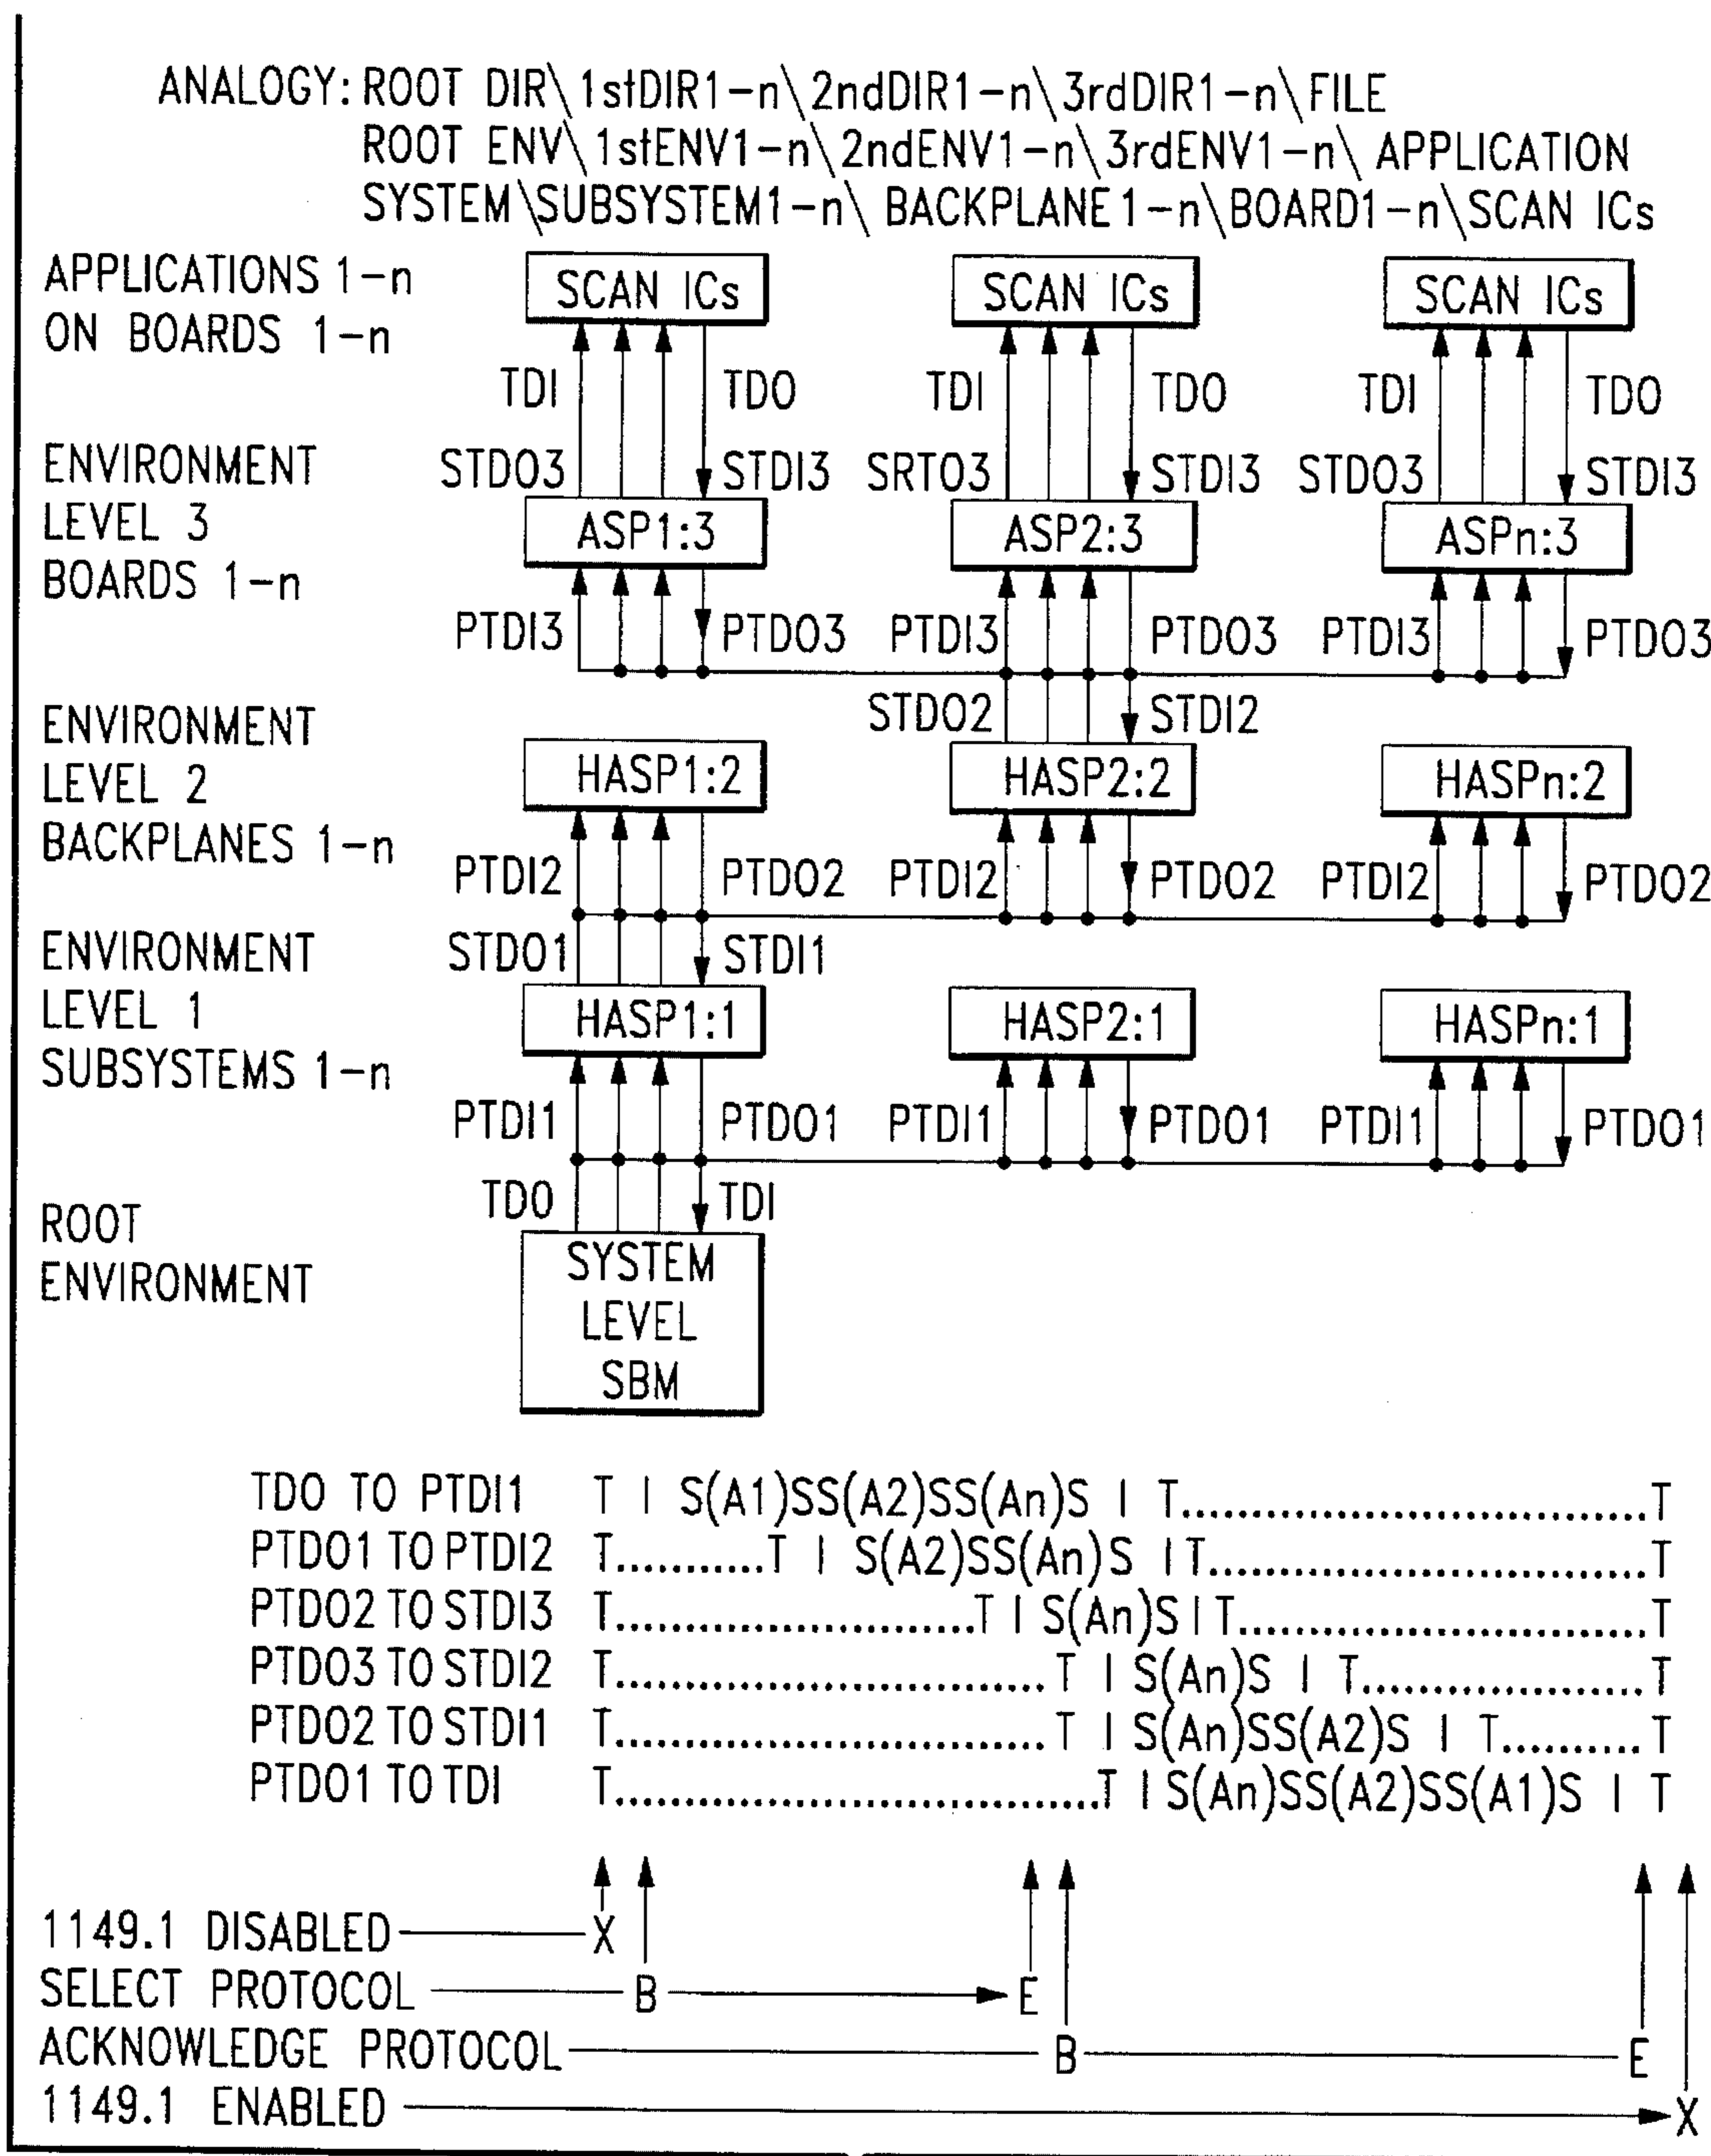 ANALOGY: ROOT DIR\1stDIR1-n\2ndDIR1-n\3rdDIR1-n\FILE
ROOT ENV\1stENV1-n\2ndENV1-n\3rdENV1-n\ APPLICATION
SYSTEM\SUBSYSTEM1-n\ BACKPLANE1-n\BOARD1-n\SCAN ICs
APPLICATIONS 1-n
ON BOARDS 1-n
SCAN ICs SCAN ICs SCAN ICs
TDI TDO TDI TDO TDI TDO
ENVIRONMENT
LEVEL 3
BOARDS 1-n
STDO3 STDI3 SRTO3 STDI3 STDO3 STDI3
ASP1:3 ASP2:3 ASPn:3
PTDI3 PTDO3 PTDI3 PTDO3 PTDI3 PTDO3
STDO2 STDI2
ENVIRONMENT
LEVEL 2
BACKPLANES 1-n
HASP1:2 HASP2:2 HASPn:2
PTDI2 PTDO2 PTDI2 PTDO2 PTDI2 PTDO2
ENVIRONMENT
LEVEL 1
SUBSYSTEMS 1-n
STDO1 STDI1
HASP1:1 HASP2:1 HASPn:1
PTDI1 PTDO1 PTDI1 PTDO1 PTDI1 PTDO1
ROOT
ENVIRONMENT
TDO TDI
SYSTEM
LEVEL
SBM
TDO TO PTDI1 T I S(A1)SS(A2)SS(An)S I T.................................T
PTDO1 TO PTDI2 T...........T I S(A2)SS(An)S I T...............................T
PTDO2 TO STDI3 T..........................T I S(An)S I T.............................T
PTDO3 TO STDI2 T...............................T I S(An)S I T....................T
PTDO2 TO STDI1 T...............................T I S(An)SS(A2)S I T..........T
PTDO1 TO TDI T...................................T I S(An)SS(A2)SS(A1)S I T
1149.1 DISABLED X
SELECT PROTOCOL B E
ACKNOWLEDGE PROTOCOL B E
1149.1 ENABLED X